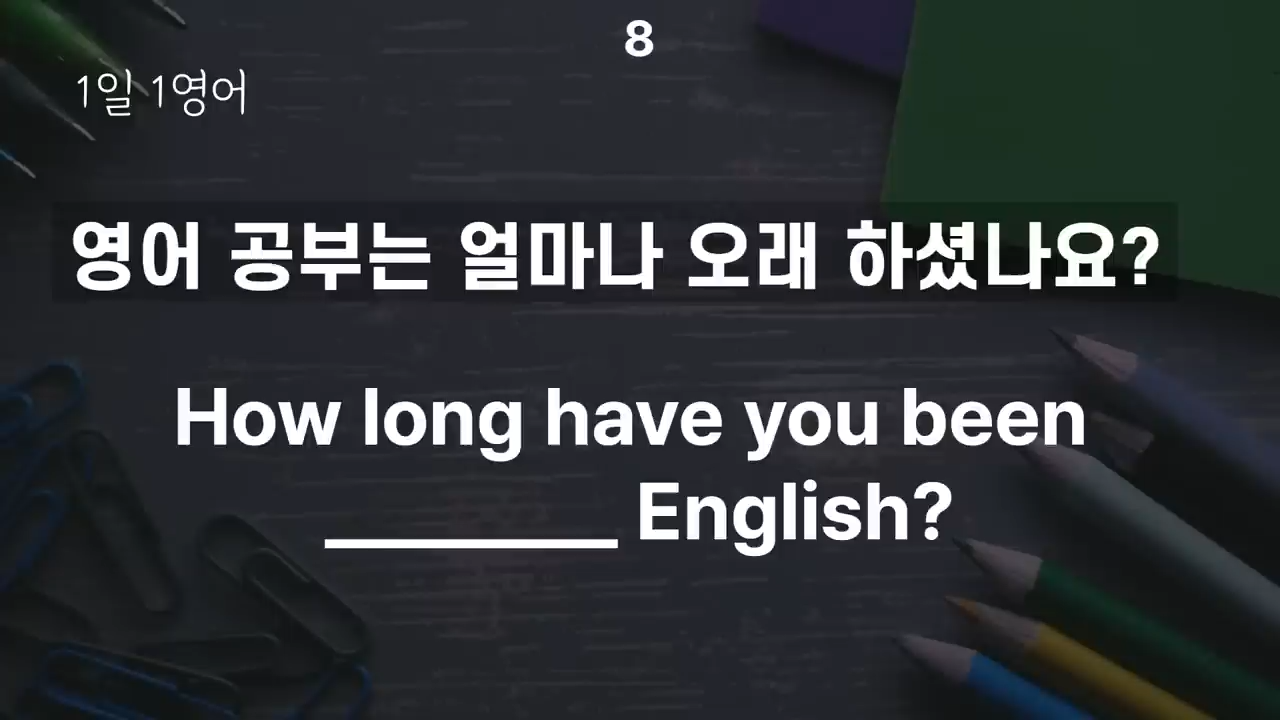 8
1일 1영어
영어 공부는 얼마나 오래 하셨나요?
How long have you been
________ English?